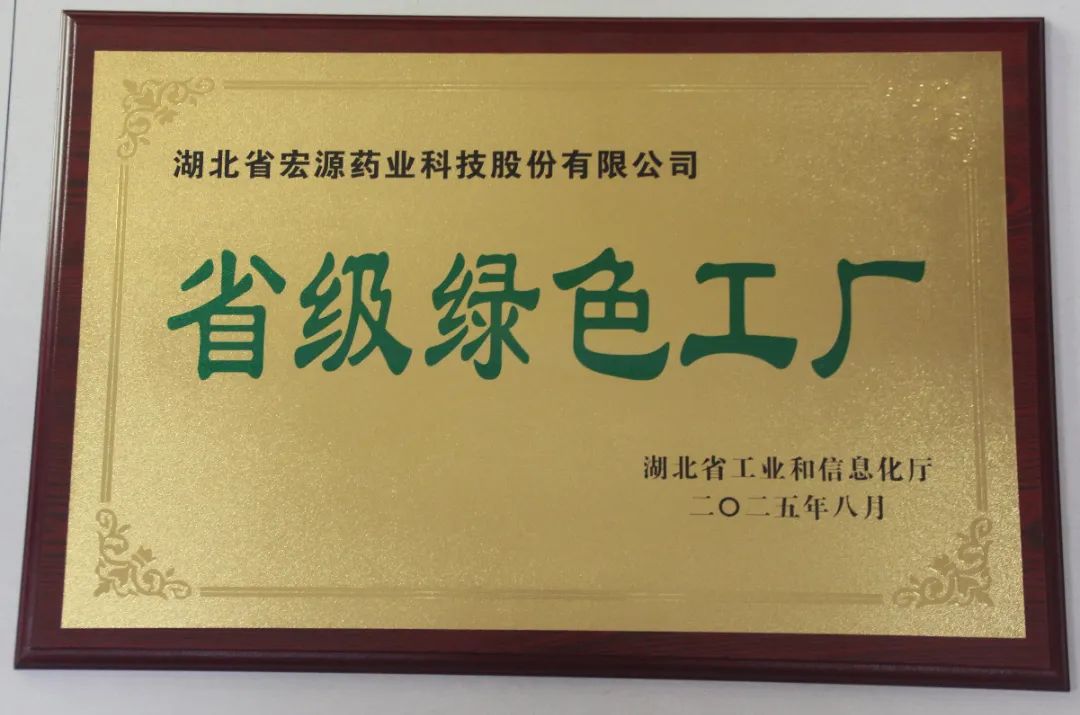 湖北省宏源药业科技股份有限公司
省级绿色工厂
湖北省工业和信息化厅
二〇二五年八月